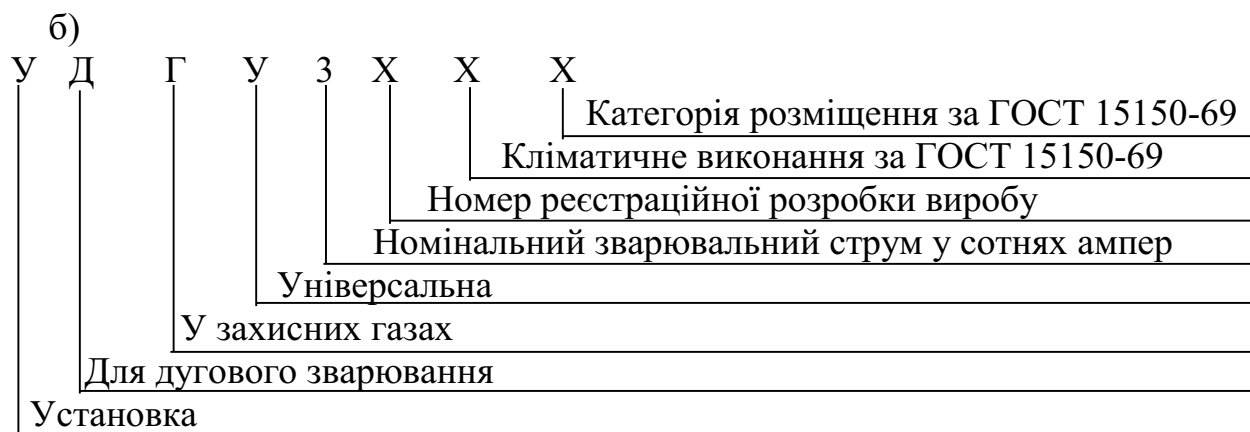 б)
У Д Г У 3 Х Х Х
Категорія розміщення за ГОСТ 15150-69
Кліматичне виконання за ГОСТ 15150-69
Номер реєстраційної розробки виробу
Номінальний зварювальний струм у сотнях ампер
Універсальна
У захисних газах
Для дугового зварювання
Установка